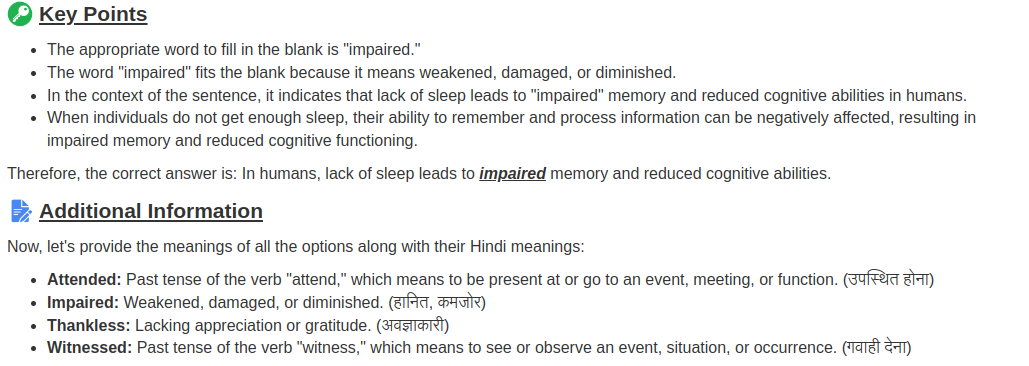 Key Points
• The appropriate word to fill in the blank is "impaired."
• The word "impaired" fits the blank because it means weakened, damaged, or diminished.
• In the context of the sentence, it indicates that lack of sleep leads to "impaired" memory and reduced cognitive abilities in humans.
• When individuals do not get enough sleep, their ability to remember and process information can be negatively affected, resulting in
impaired memory and reduced cognitive functioning.
Therefore, the correct answer is: In humans, lack of sleep leads to impaired memory and reduced cognitive abilities.
Additional Information
Now, let's provide the meanings of all the options along with their Hindi meanings:
• Attended: Past tense of the verb "attend," which means to be present at or go to an event, meeting, or function. (उपस्थित होना)
• Impaired: Weakened, damaged, or diminished. (हानित, कमजोर)
• Thankless: Lacking appreciation or gratitude. (अवज्ञाकारी)
• Witnessed: Past tense of the verb "witness," which means to see or observe an event, situation, or occurrence. (गवाही देना)